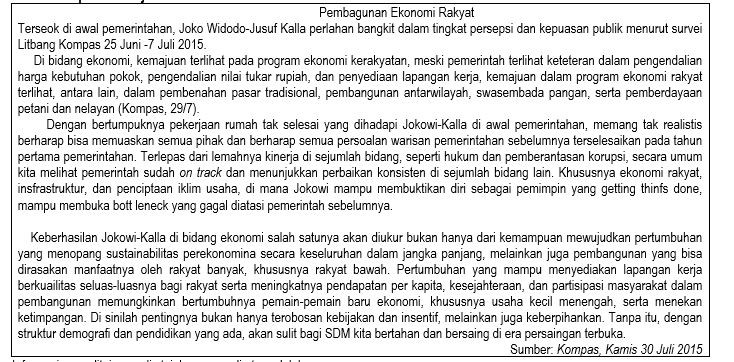 Pembagunan Ekonomi Rakyat
Terseok di awal pemerintahan, Joko Widodo-Jusuf Kalla perlahan bangkit dalam tingkat persepsi dan kepuasan publik menurut survei
Litbang Kompas 25 Juni -7 Juli 2015.
Di bidang ekonomi, kemajuan terlihat pada program ekonomi kerakyatan, meski pemerintah terlihat keteteran dalam pengendalian
harga kebutuhan pokok, pengendalian nilai tukar rupiah, dan penyediaan lapangan kerja, kemajuan dalam program ekonomi rakyat
terlihat, antara lain, dalam pembenahan pasar tradisional, pembangunan antarwilayah, swasembada pangan, serta pemberdayaan
petani dan nelayan (Kompas, 29/7).
Dengan bertumpuknya pekerjaan rumah tak selesai yang dihadapi Jokowi-Kalla di awal pemerintahan, memang tak realistis
berharap bisa memuaskan semua pihak dan berharap semua persoalan warisan pemerintahan sebelumnya terselesaikan pada tahun
pertama pemerintahan. Terlepas dari lemahnya kinerja di sejumlah bidang, seperti hukum dan pemberantasan korupsi, secara umum
kita melihat pemerintah sudah on track dan menunjukkan perbaikan konsisten di sejumlah bidang lain. Khususnya ekonomi rakyat,
insfrastruktur, dan penciptaan iklim usaha, di mana Jokowi mampu membuktikan diri sebagai pemimpin yang getting thinfs done,
mampu membuka bott leneck yang gagal diatasi pemerintah sebelumnya.
Keberhasilan Jokowi-Kalla di bidang ekonomi salah satunya akan diukur bukan hanya dari kemampuan mewujudkan pertumbuhan
yang menopang sustainabilitas perekonomina secara keseluruhan dalam jangka panjang, melainkan juga pembangunan yang bisa
dirasakan manfaatnya oleh rakyat banyak, khususnya rakyat bawah. Pertumbuhan yang mampu menyediakan lapangan kerja
berkualitas seluas-luasnya bagi rakyat serta meningkatnya pendapatan per kapita, kesejahteraan, dan partisipasi masyarakat dalam
pembangunan memungkinkan bertumbuhnya pemain-pemain baru ekonomi, khususnya usaha kecil menengah, serta menekan
ketimpangan. Di sinilah pentingnya bukan hanya terobosan kebijakan dan insentif, melainkan juga keberpihakan. Tanpa itu, dengan
struktur demografi dan pendidikan yang ada, akan sulit bagi SDM kita bertahan dan bersaing di era persaingan terbuka.
Sumber: Kompas, Kamis 30 Juli 2015